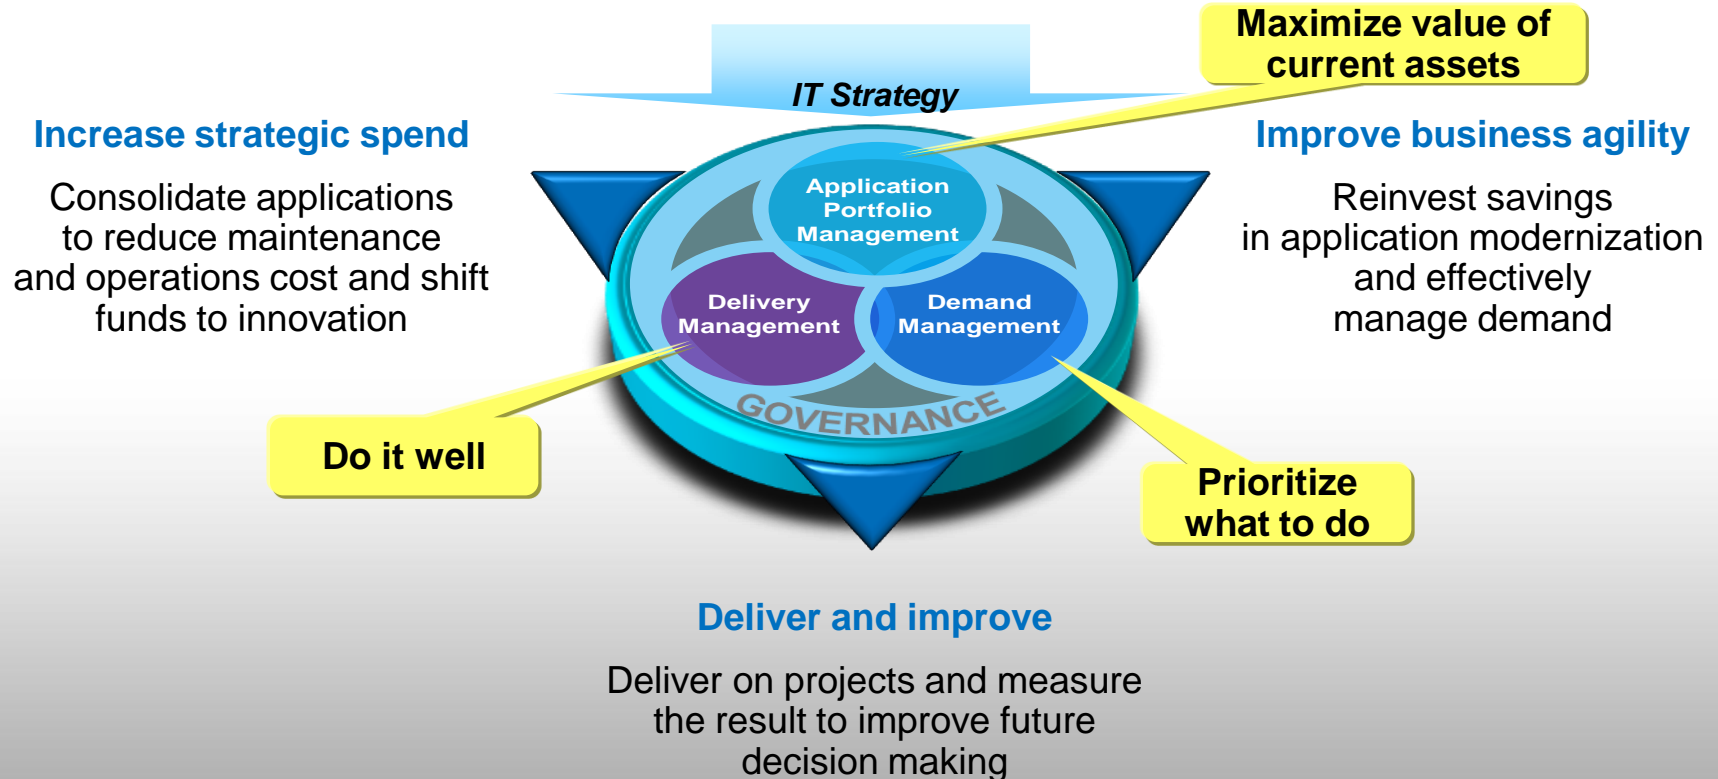 Maximize value of
current assets
IT Strategy
Increase strategic spend
Consolidate applications
to reduce maintenance
and operations cost and shift
funds to innovation
Improve business agility
Reinvest savings
in application modernization
and effectively
manage demand
Application
Portfolio
Management
Delivery
Management
Demand
Management
GOVERNANCE
Do it well
Prioritize
what to do
Deliver and improve
Deliver on projects and measure
the result to improve future
decision making